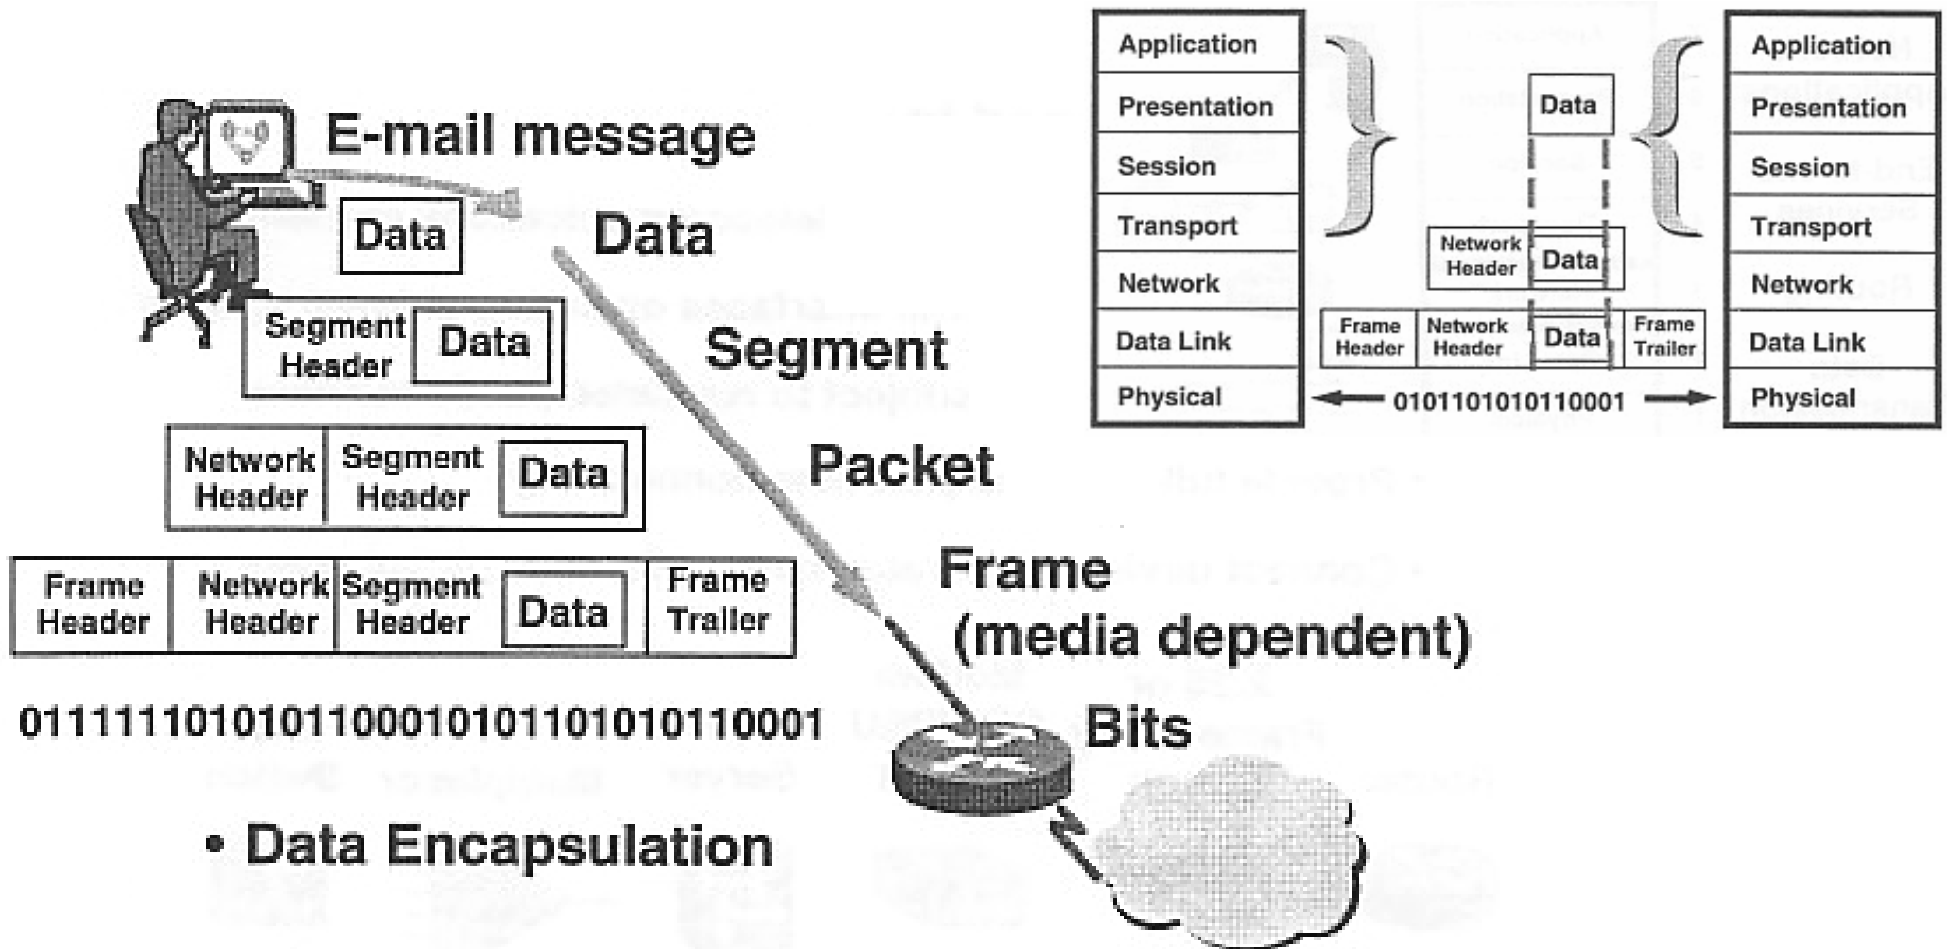 E-mail message
Data
Data
Segment Header
Data
Segment
Network Header
Segment Header
Data
Packet
Frame Header
Network Header
Segment Header
Data
Frame Trailer
Frame
(media dependent)
01111110101011000101011010101 10001
Bits
• Data Encapsulation
Application
Presentation
Session
Transport
Network
Data Link
Physical
Data
Network Header
Data
Frame Header
Network Header
Data
Frame Trailer
0101101010110001
Application
Presentation
Session
Transport
Network
Data Link
Physical